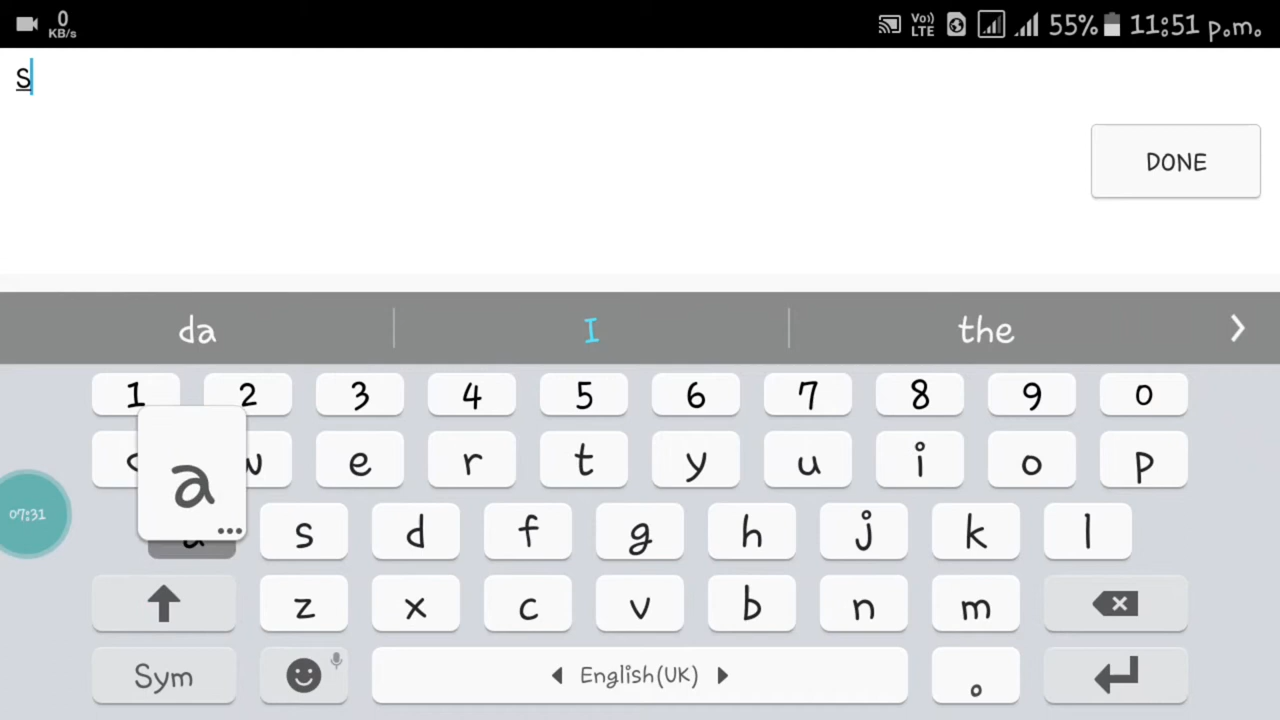 0
KB/s
Vo)) LTE 55% 11:51 p.m.
S
DONE
da I the
1 2 3 4 5 6 7 8 9 0
a
w e r t y u i o p
07:31
s d f g h j k l
z x c v b n m
Sym English(UK) .